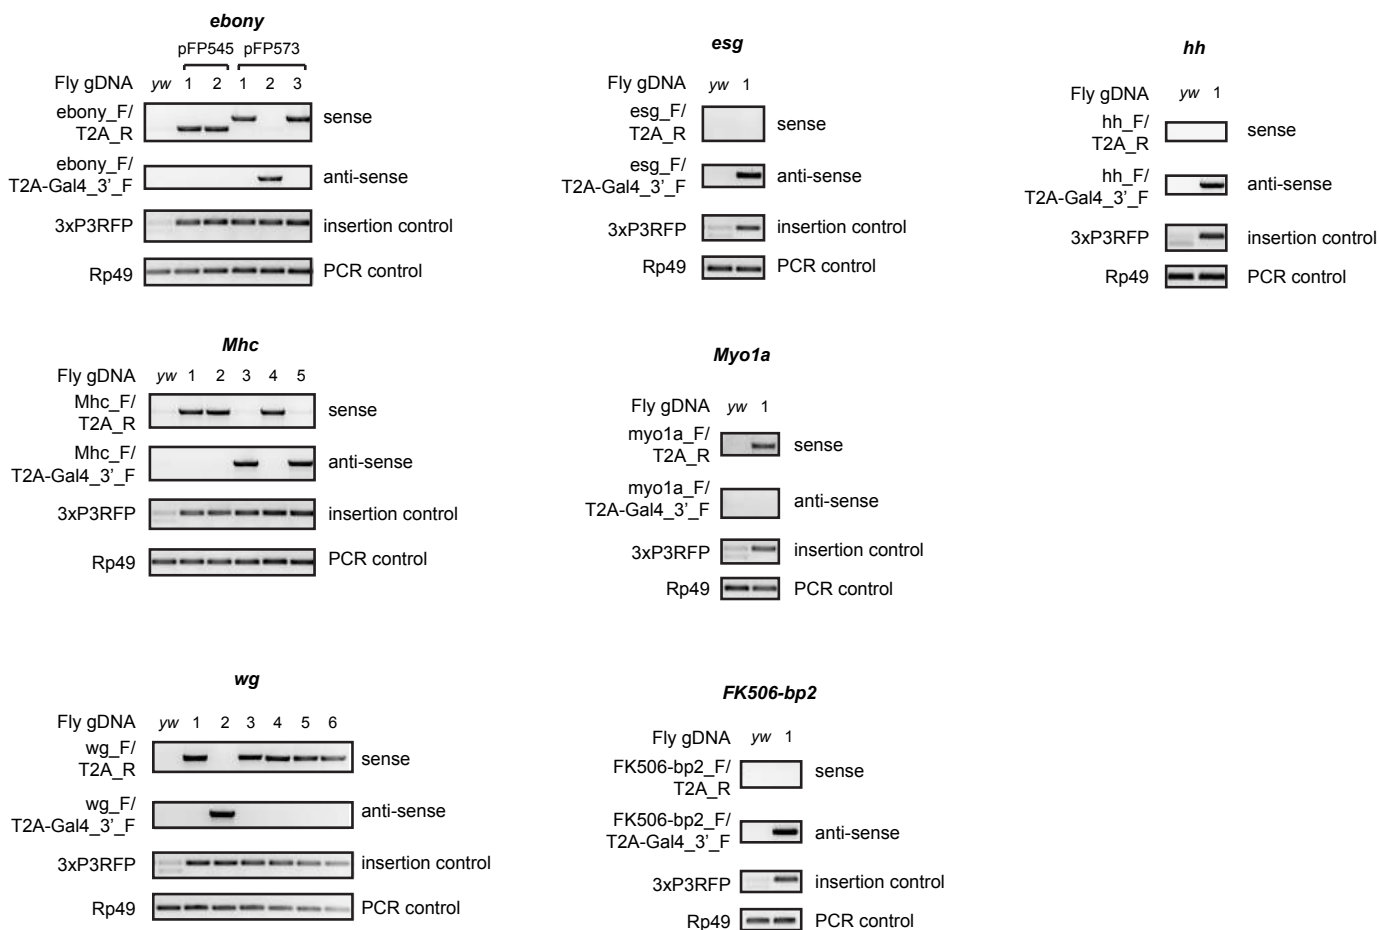 ebony
pFP545 pFP573
Fly gDNA yw 1 2 1 2 3
ebony_F/
T2A_R
sense
ebony_F/
T2A-Gal4_3'_F
anti-sense
3xP3RFP
insertion control
Rp49
PCR control
esg
Fly gDNA yw 1
esg_F/
T2A_R
sense
esg_F/
T2A-Gal4_3'_F
anti-sense
3xP3RFP
insertion control
Rp49
PCR control
hh
Fly gDNA yw 1
hh_F/
T2A_R
sense
hh_F/
T2A-Gal4_3'_F
anti-sense
3xP3RFP
insertion control
Rp49
PCR control
Mhc
Fly gDNA yw 1 2 3 4 5
Mhc_F/
T2A_R
sense
Mhc_F/
T2A-Gal4_3'_F
anti-sense
3xP3RFP
insertion control
Rp49
PCR control
Myo1a
Fly gDNA yw 1
myo1a_F/
T2A_R
sense
myo1a_F/
T2A-Gal4_3'_F
anti-sense
3xP3RFP
insertion control
Rp49
PCR control
wg
Fly gDNA yw 1 2 3 4 5 6
wg_F/
T2A_R
sense
wg_F/
T2A-Gal4_3'_F
anti-sense
3xP3RFP
insertion control
Rp49
PCR control
FK506-bp2
Fly gDNA yw 1
FK506-bp2_F/
T2A_R
sense
FK506-bp2_F/
T2A-Gal4_3'_F
anti-sense
3xP3RFP
insertion control
Rp49
PCR control